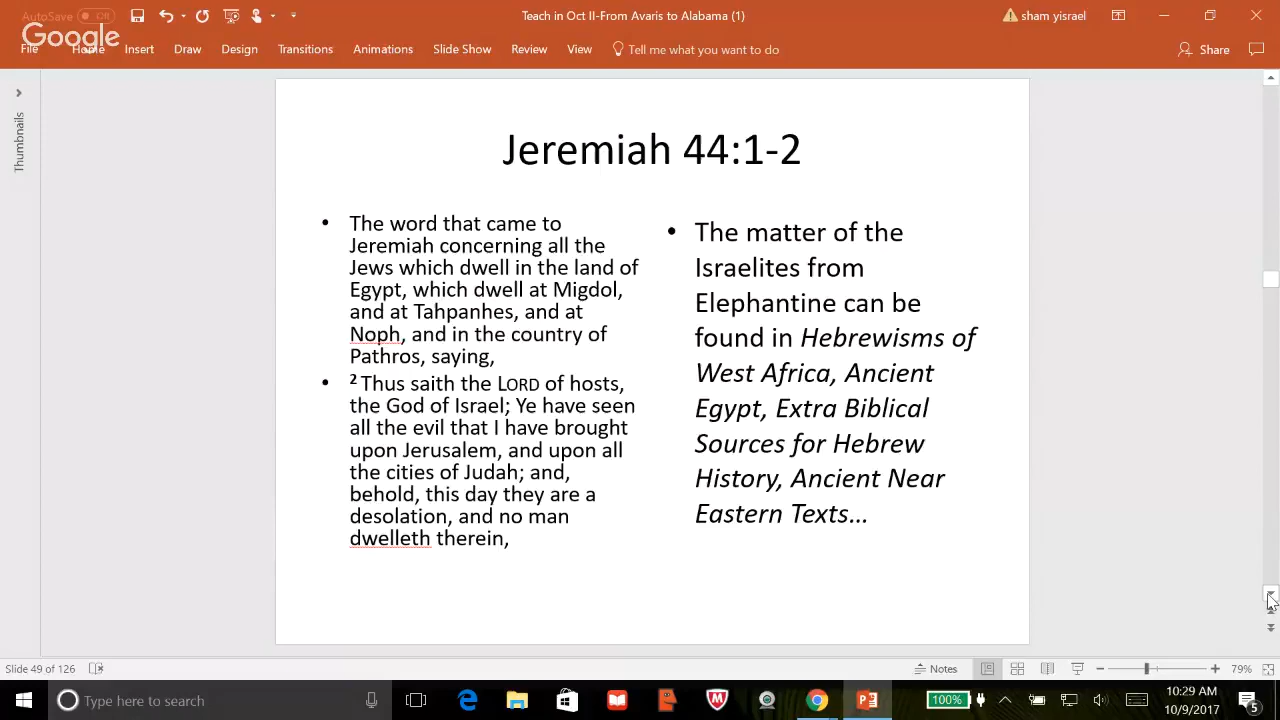 AutoSave Off
Teach in Oct II-From Avaris to Alabama (1)
sham yisrael
Google
File
Home
Insert
Draw
Design
Transitions
Animations
Slide Show
Review
View
Tell me what you want to do
Share
Thumbnails
Jeremiah 44:1-2
• The word that came to
Jeremiah concerning all the
Jews which dwell in the land of
Egypt, which dwell at Migdol,
and at Tahpanhes, and at
Noph, and in the country of
Pathros, saying,
• 2 Thus saith the LORD of hosts,
the God of Israel; Ye have seen
all the evil that I have brought
upon Jerusalem, and upon all
the cities of Judah; and,
behold, this day they are a
desolation, and no man
dwelleth therein,
• The matter of the
Israelites from
Elephantine can be
found in Hebrewisms of
West Africa, Ancient
Egypt, Extra Biblical
Sources for Hebrew
History, Ancient Near
Eastern Texts…
Slide 49 of 126
Notes
79%
Type here to search
100%
10:29 AM
10/9/2017
5